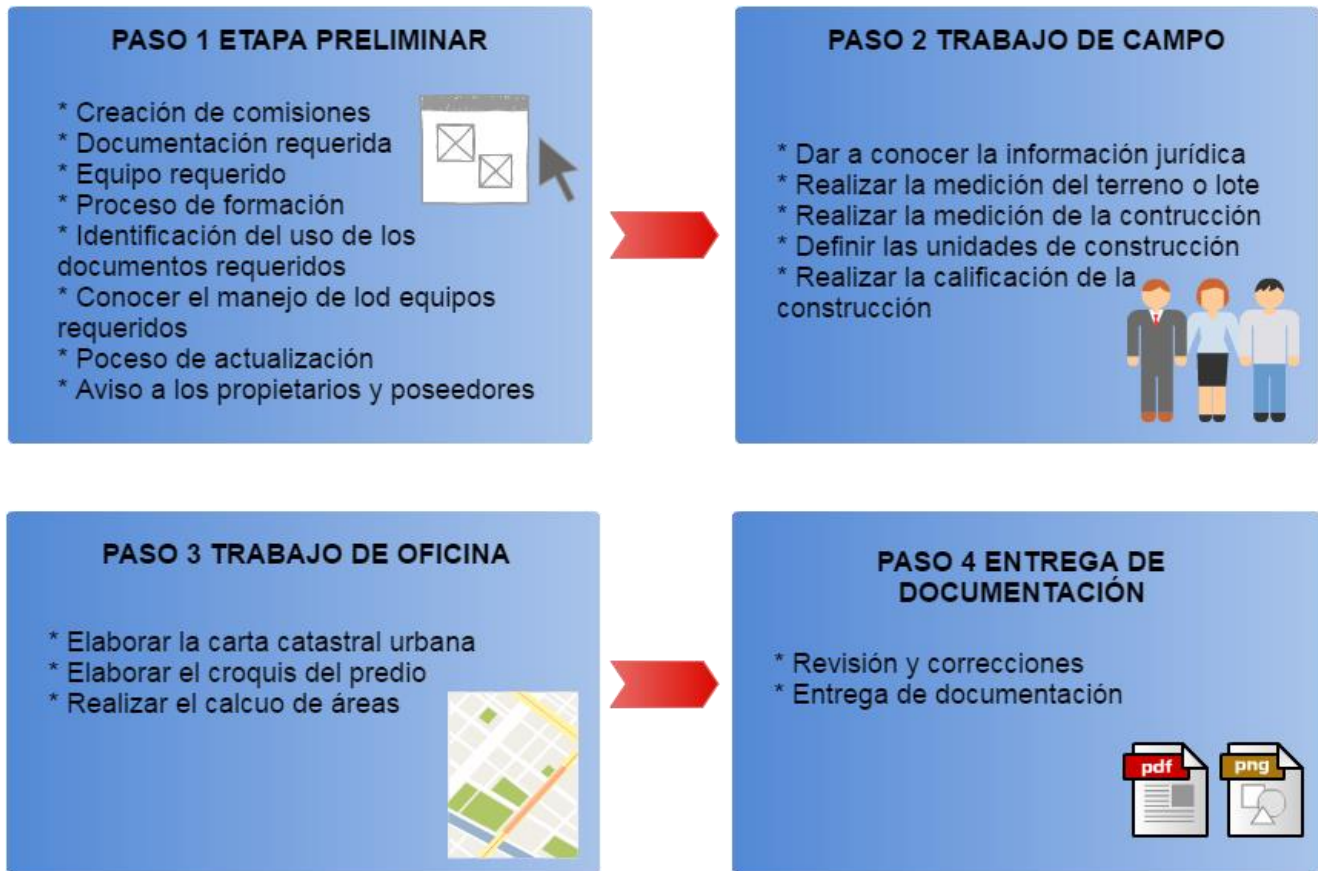 PASO 1 ETAPA PRELIMINAR
* Creación de comisiones
* Documentación requerida
* Equipo requerido
* Proceso de formación
* Identificación del uso de los
documentos requeridos
* Conocer el manejo de lod equipos
requeridos
* Poceso de actualización
* Aviso a los propietarios y poseedores
PASO 2 TRABAJO DE CAMPO
* Dar a conocer la información jurídica
* Realizar la medición del terreno o lote
* Realizar la medición de la contrucción
* Definir las unidades de construcción
* Realizar la calificación de la
construcción
PASO 3 TRABAJO DE OFICINA
* Elaborar la carta catastral urbana
* Elaborar el croquis del predio
* Realizar el calcuo de áreas
PASO 4 ENTREGA DE
DOCUMENTACIÓN
* Revisión y correcciones
* Entrega de documentación
pdf
png